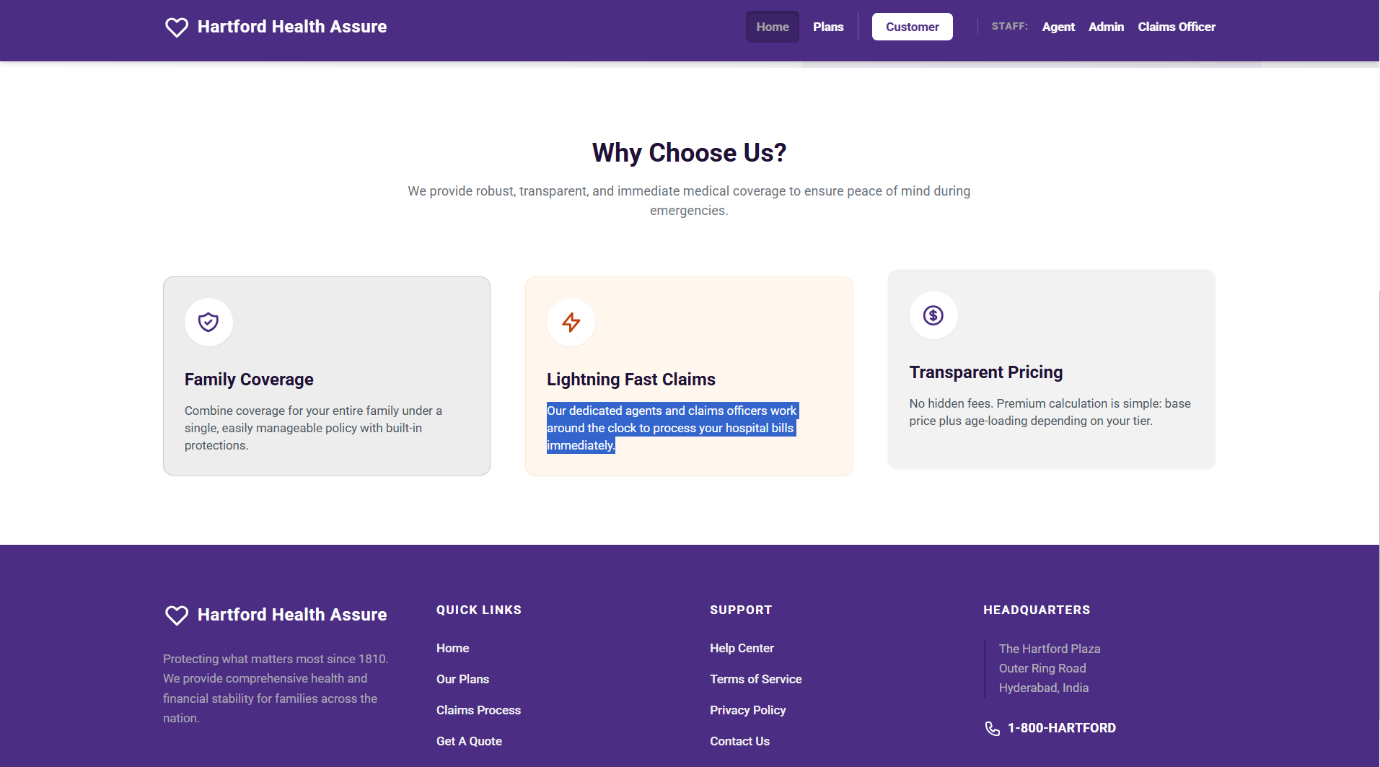 Hartford Health Assure
Home
Plans
Customer
STAFF:
Agent
Admin
Claims Officer
Why Choose Us?
We provide robust, transparent, and immediate medical coverage to ensure peace of mind during
emergencies.
Family Coverage
Combine coverage for your entire family under a
single, easily manageable policy with built-in
protections.
Lightning Fast Claims
Our dedicated agents and claims officers work
around the clock to process your hospital bills
immediately.
Transparent Pricing
No hidden fees. Premium calculation is simple: base
price plus age-loading depending on your tier.
Hartford Health Assure
Protecting what matters most since 1810.
We provide comprehensive health and
financial stability for families across the
nation.
QUICK LINKS
Home
Our Plans
Claims Process
Get A Quote
SUPPORT
Help Center
Terms of Service
Privacy Policy
Contact Us
HEADQUARTERS
The Hartford Plaza
Outer Ring Road
Hyderabad, India
1-800-HARTFORD